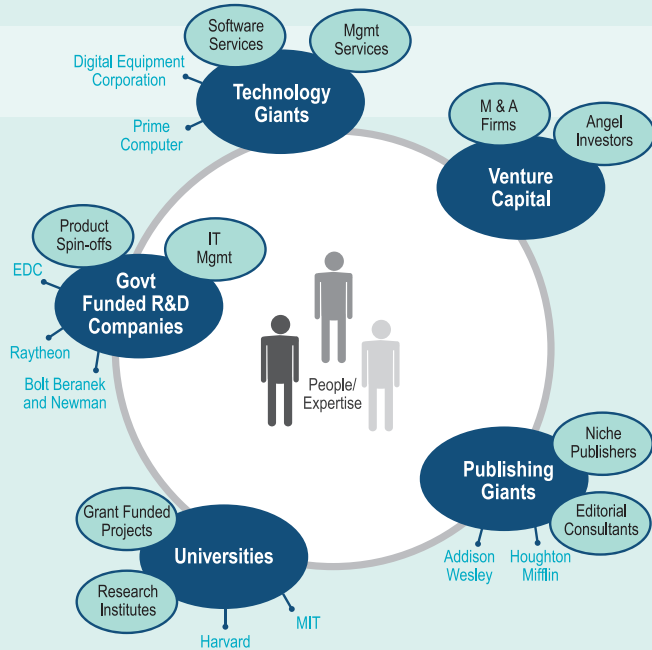 Software
Services
Mgmt
Services
Digital Equipment
Corporation
Technology
Giants
Prime
Computer
M & A
Firms
Angel
Investors
Venture
Capital
Product
Spin-offs
IT
Mgmt
EDC
Govt
Funded R&D
Companies
Raytheon
Bolt Beranek
and Newman
People/
Expertise
Niche
Publishers
Publishing
Giants
Editorial
Consultants
Addison
Wesley
Houghton
Mifflin
Grant Funded
Projects
Universities
Research
Institutes
MIT
Harvard